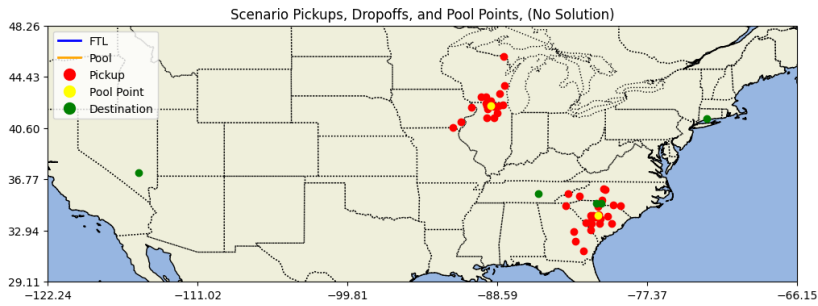 Scenario Pickups, Dropoffs, and Pool Points, (No Solution)
48.26
44.43
40.60
36.77
32.94
29.11
FTL
Pool
Pickup
Pool Point
Destination
−122.24 −111.02 −99.81 −88.59 −77.37 −66.15